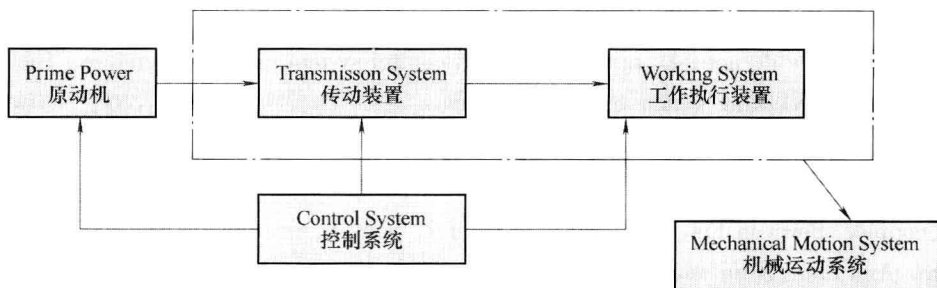 Prime Power
原动机
Transmisson System
传动装置
Working System
工作执行装置
Control System
控制系统
Mechanical Motion System
机械运动系统